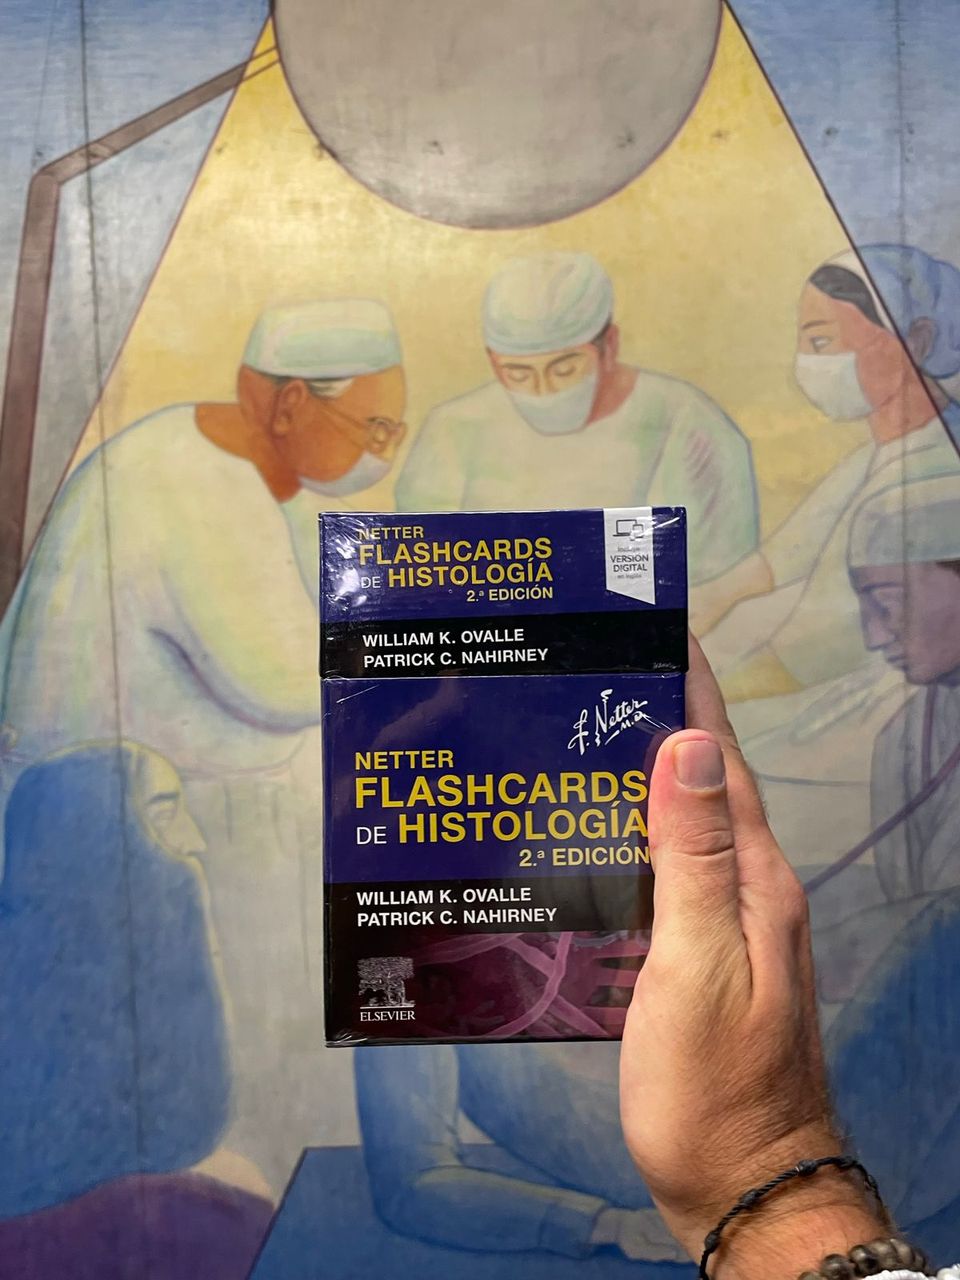 NETTER
FLASHCARDS
DE HISTOLOGÍA
2.ª EDICIÓN
Incluye
VERSIÓN
DIGITAL
en inglés
WILLIAM K. OVALLE
PATRICK C. NAHIRNEY
F. Netter
M.D.
NETTER
FLASHCARDS
DE HISTOLOGÍA
2.ª EDICIÓN
WILLIAM K. OVALLE
PATRICK C. NAHIRNEY
ELSEVIER